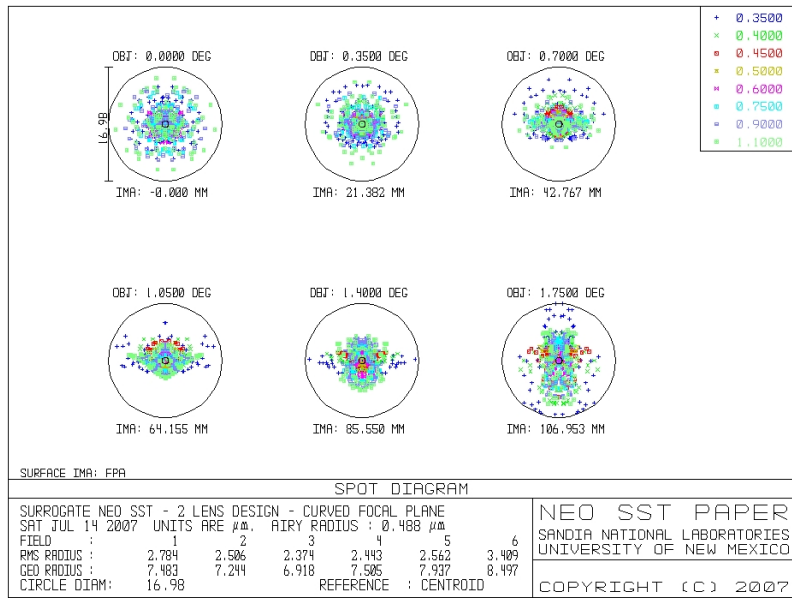 + 0.3500
× 0.4000
0.4500
0.5000
0.6000
0.7500
0.9000
1.1000
OBJ: 0.0000 DEG
OBJ: 0.3500 DEG
OBJ: 0.7000 DEG
16.98
IMA: -0.000 MM
IMA: 21.382 MM
IMA: 42.767 MM
OBJ: 1.0500 DEG
OBJ: 1.4000 DEG
OBJ: 1.7500 DEG
IMA: 64.155 MM
IMA: 85.550 MM
IMA: 106.953 MM
SURFACE IMA: FPA
SPOT DIAGRAM
SURROGATE NEO SST - 2 LENS DESIGN - CURVED FOCAL PLANE
SAT JUL 14 2007 UNITS ARE µm. AIRY RADIUS : 0.488 µm
FIELD : 1 2 3 4 5 6
RMS RADIUS : 2.784 2.506 2.374 2.443 2.562 3.409
GEO RADIUS : 7.483 7.244 6.918 7.505 7.937 8.497
CIRCLE DIAM: 16.98 REFERENCE : CENTROID
NEO SST PAPER
SANDIA NATIONAL LABORATORIES
UNIVERSITY OF NEW MEXICO
COPYRIGHT (C) 2007